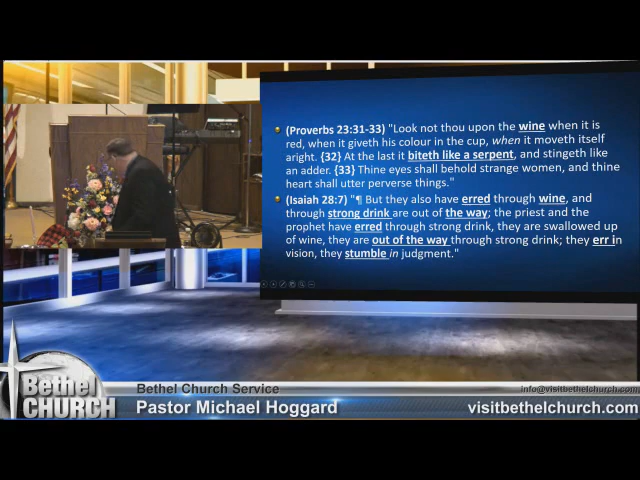 (Proverbs 23:31-33) "Look not thou upon the wine when it is
red, when it giveth his colour in the cup, when it moveth itself
aright. {32} At the last it biteth like a serpent, and stingeth like
an adder. {33} Thine eyes shall behold strange women, and thine
heart shall utter perverse things."
(Isaiah 28:7) "¶ But they also have erred through wine, and
through strong drink are out of the way; the priest and the
prophet have erred through strong drink, they are swallowed up
of wine, they are out of the way through strong drink; they err in
vision, they stumble in judgment."
Bethel
CHURCH
Bethel Church Service
info@visitbethelchurch.com
Pastor Michael Hoggard
visitbethelchurch.com